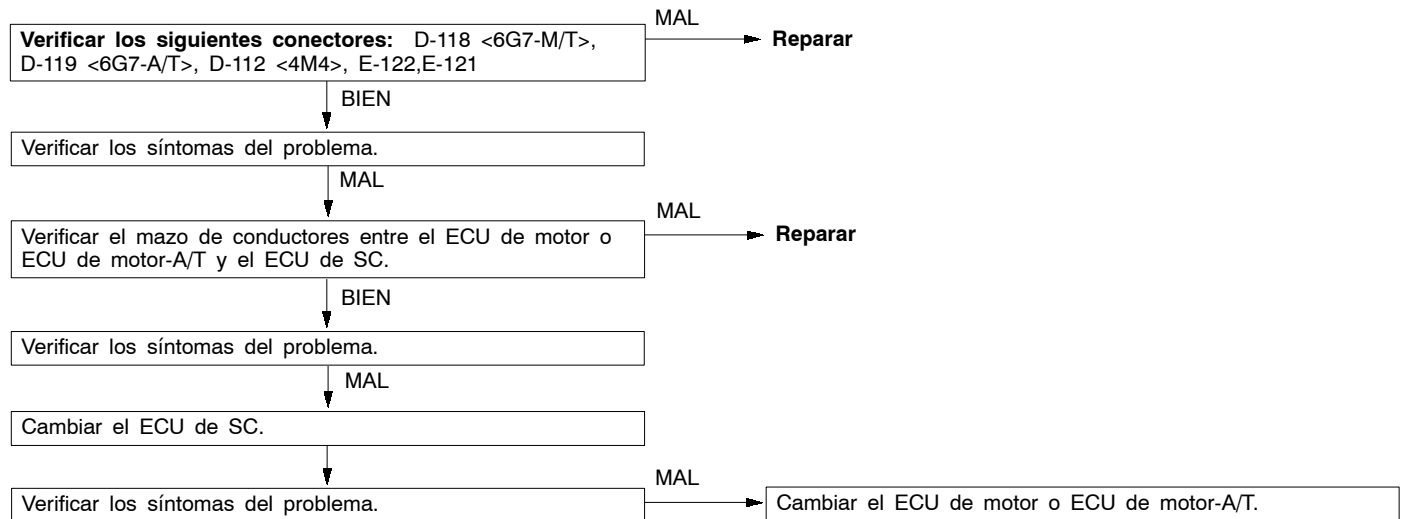 MAL
Verificar los siguientes conectores: D-118 <6G7-M/T>,
D-119 <6G7-A/T>, D-112 <4M4>, E-122,E-121
Reparar
BIEN
Verificar los síntomas del problema.
MAL
MAL
Verificar el mazo de conductores entre el ECU de motor o
ECU de motor-A/T y el ECU de SC.
Reparar
BIEN
Verificar los síntomas del problema.
MAL
Cambiar el ECU de SC.
MAL
Verificar los síntomas del problema.
Cambiar el ECU de motor o ECU de motor-A/T.